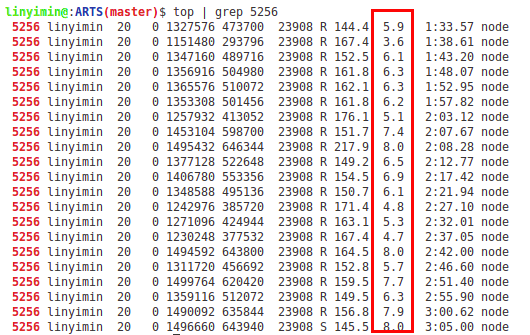 linyimin@:ARTS(master)$ top | grep 5256
5256 linyimin 20 0 1327576 473700 23908 R 144.4 5.9 1:33.57 node
5256 linyimin 20 0 1151480 293796 23908 R 167.4 3.6 1:38.61 node
5256 linyimin 20 0 1347160 489716 23908 R 152.5 6.1 1:43.20 node
5256 linyimin 20 0 1356916 504980 23908 R 161.8 6.3 1:48.07 node
5256 linyimin 20 0 1365576 510072 23908 R 162.1 6.3 1:52.95 node
5256 linyimin 20 0 1353308 501456 23908 R 161.8 6.2 1:57.82 node
5256 linyimin 20 0 1257932 413052 23908 R 176.1 5.1 2:03.12 node
5256 linyimin 20 0 1453104 598700 23908 R 151.7 7.4 2:07.67 node
5256 linyimin 20 0 1495432 646344 23908 R 217.9 8.0 2:08.28 node
5256 linyimin 20 0 1377128 522648 23908 R 149.2 6.5 2:12.77 node
5256 linyimin 20 0 1406780 553356 23908 R 154.5 6.9 2:17.42 node
5256 linyimin 20 0 1348588 495136 23908 R 150.7 6.1 2:21.94 node
5256 linyimin 20 0 1242976 385720 23908 R 171.4 4.8 2:27.10 node
5256 linyimin 20 0 1271096 424944 23908 R 163.1 5.3 2:32.01 node
5256 linyimin 20 0 1230248 377532 23908 R 167.4 4.7 2:37.05 node
5256 linyimin 20 0 1494592 643800 23908 R 164.5 8.0 2:42.00 node
5256 linyimin 20 0 1311720 456692 23908 R 152.8 5.7 2:46.60 node
5256 linyimin 20 0 1499764 620420 23908 R 159.5 7.7 2:51.40 node
5256 linyimin 20 0 1359116 512072 23908 R 149.5 6.3 2:55.90 node
5256 linyimin 20 0 1490092 635844 23908 R 156.8 7.9 3:00.62 node
5256 linyimin 20 0 1496660 643940 23908 S 145.5 8.0 3:05.00 node